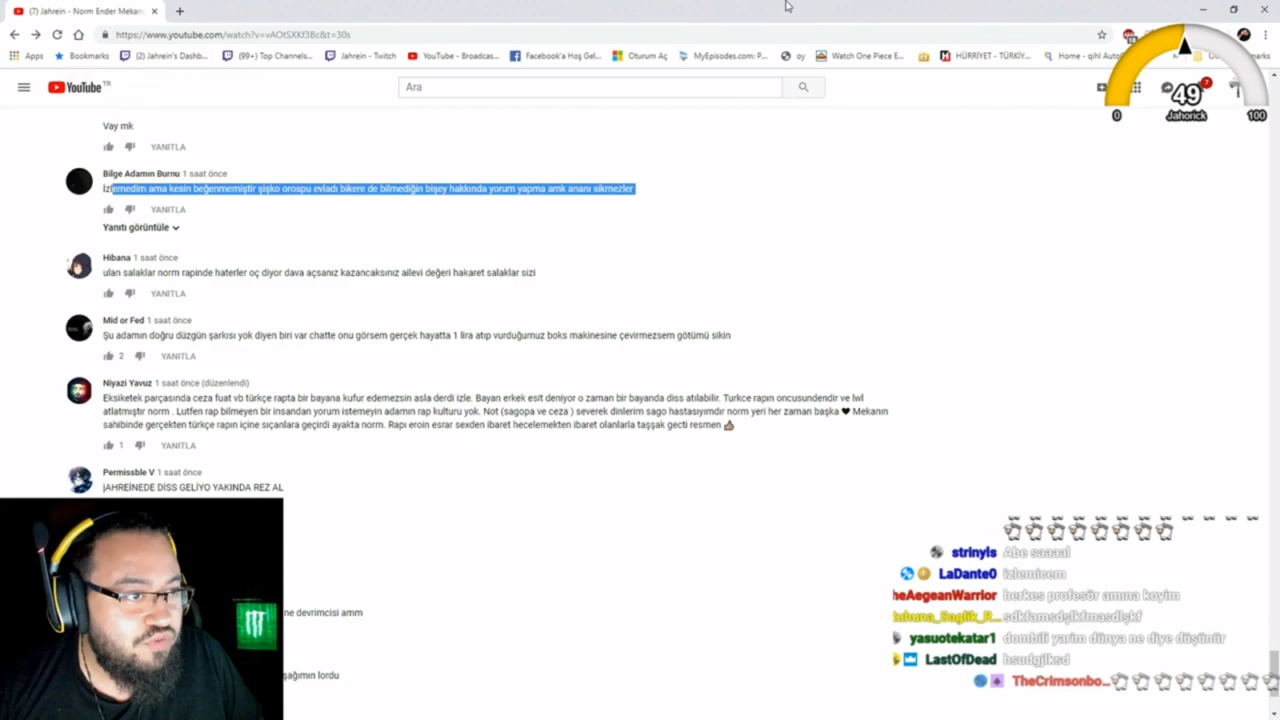 (7) Jahrein - Norm Ender Mekanı
https://www.youtube.com/watch?v=vAOtSXKf3Bc&t=30s
Apps Bookmarks (2) Jahrein's Dashb... (99+) Top Channels... Jahrein - Twitch YouTube - Broadcas... Facebook'a Hoş Gel... Oturum Aç MyEpisodes.com: P... oy Watch One Piece E... HÜRRİYET - TÜRKİY... Home - qihl Auto
YouTube TR
Ara
7
49
0 Jahorick 100
Vay mk
YANITLA
Bilge Adamın Burnu 1 saat önce
İzlemedim ama kesin beğenmemiştir şişko orospu evladı bikere de bilmediğin bişey hakkında yorum yapma amk ananı sikmezler
YANITLA
Yanıtı görüntüle
Hibana 1 saat önce
ulan salaklar norm rapinde haterler oç diyor dava açsanız kazancaksınız ailevi değeri hakaret salaklar sizi
YANITLA
Mid or Fed 1 saat önce
Şu adamın doğru düzgün şarkısı yok diyen biri var chatte onu görsem gerçek hayatta 1 lira atıp vurduğumuz boks makinesine çevirmezsem götümü sikin
2 YANITLA
Niyazi Yavuz 1 saat önce (düzenlendi)
Eksiketek parçasında ceza fuat vb türkçe rapta bir bayana kufur edemezsin asla derdi izle. Bayan erkek esit deniyor o zaman bir bayanda diss atılabilir. Turkce rapın oncusundendir ve lwl
atlatmıştır norm . Lutfen rap bilmeyen bir insandan yorum istemeyin adamın rap kulturu yok. Not (sagopa ve ceza ) severek dinlerim sago hastasıyımdır norm yeri her zaman başka ❤ Mekanın
sahibinde gerçekten türkçe rapın içine sıçanlara geçirdi ayakta norm. Rapı eroin esrar sexden ibaret hecelemekten ibaret olanlarla taşşak gecti resmen
1 YANITLA
Permissble V 1 saat önce
JAHREİNEDE DİSS GELİYO YAKINDA REZ AL
strinyls Abe saaaal
LaDante0 izlemicem
heAegeanWarrior herkes profesör amına koyim
tuhuna_Saglik_R... sdkfamsdşlkfmasdlşkf
yasuotekatar1 dombili yarim dünya ne diye düşünür
LastOfDead hsudgjlksd
TheCrimsonbo...
ne devrimcisi amm
şağımın lordu